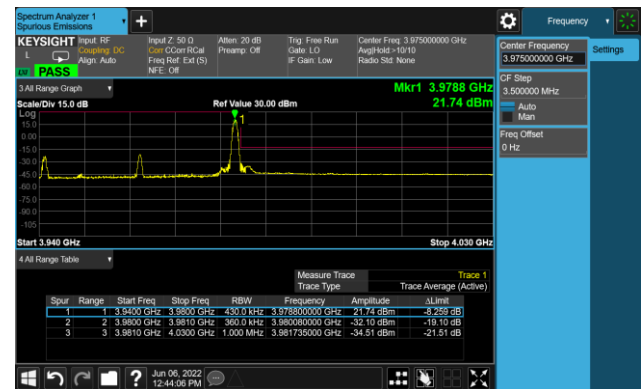 Spectrum Analyzer 1
Spurious Emissions
+
Frequency
KEYSIGHT Input: RF Input Z: 50 Ω Atten: 20 dB Trig: Free Run Center Freq: 3.975000000 GHz
L Coupling: DC Corr CCorr RCal Preamp: Off Gate: LO Avg|Hold:>10/10
Align: Auto Freq Ref: Ext (S) IF Gain: Low Radio Std: None
NFE: Off
PASS
Center Frequency
3.975000000 GHz
Settings
CF Step
3.500000 MHz
Auto
Man
Freq Offset
0 Hz
3 All Range Graph
Mkr1 3.9788 GHz
Scale/Div 15.0 dB Ref Value 30.00 dBm 21.74 dBm
Log
1
15.0
0.00
-15.0
-30.0
-45.0
-60.0
-75.0
-90.0
-105
Start 3.940 GHz Stop 4.030 GHz
4 All Range Table
Measure Trace Trace 1
Trace Type Trace Average (Active)
Spur Range Start Freq Stop Freq RBW Frequency Amplitude ΔLimit
1 1 3.9400 GHz 3.9800 GHz 430.0 kHz 3.978800000 GHz 21.74 dBm -8.259 dB
2 2 3.9800 GHz 3.9810 GHz 360.0 kHz 3.980080000 GHz -32.10 dBm -19.10 dB
3 3 3.9810 GHz 4.0300 GHz 1.000 MHz 3.981735000 GHz -34.51 dBm -21.51 dB
?
Jun 06, 2022
12:44:06 PM